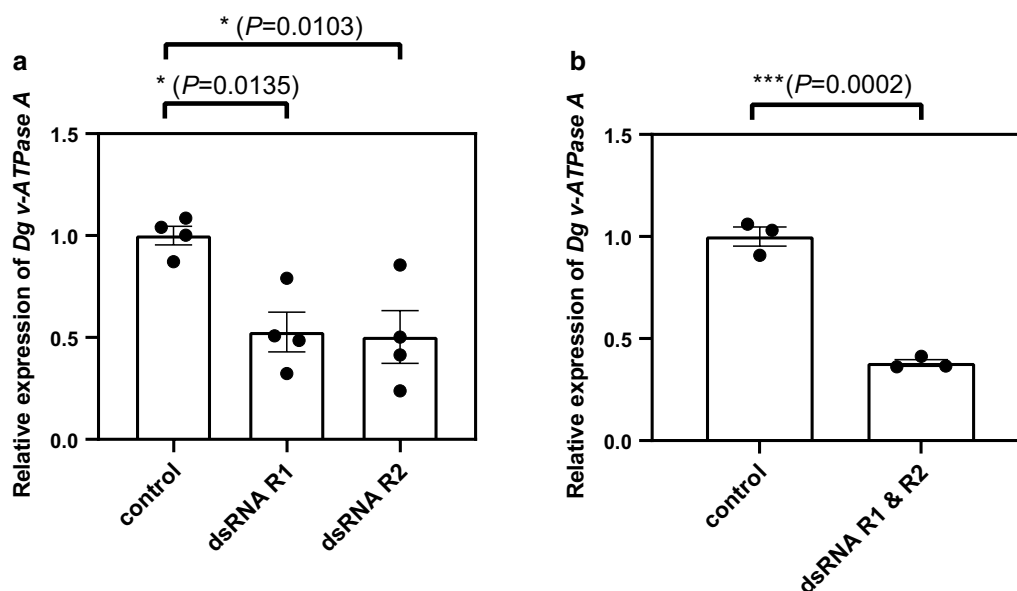 a
* (P=0.0103)
* (P=0.0135)
Relative expression of Dg v-ATPase A
1.5
1.0
0.5
0.0
control
dsRNA R1
dsRNA R2
b
***(P=0.0002)
Relative expression of Dg v-ATPase A
1.5
1.0
0.5
0.0
control
dsRNA R1 & R2